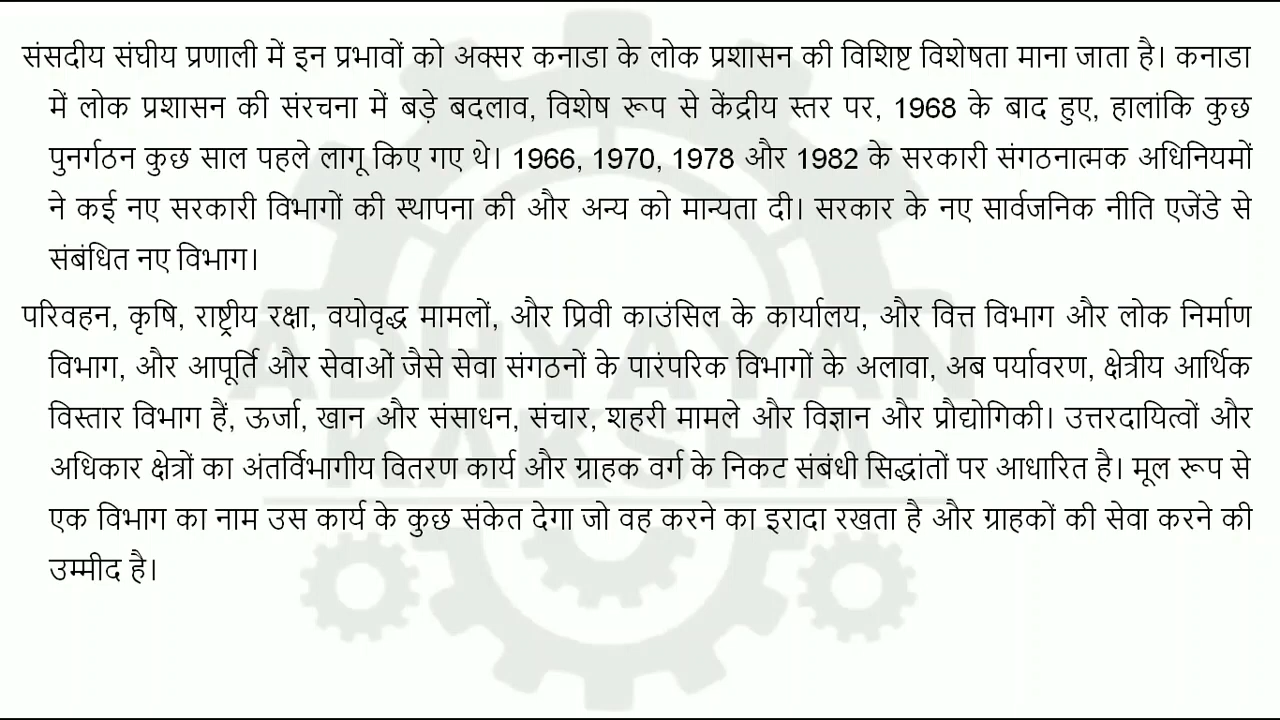 संसदीय संघीय प्रणाली में इन प्रभावों को अक्सर कनाडा के लोक प्रशासन की विशिष्ट विशेषता माना जाता है। कनाडा
में लोक प्रशासन की संरचना में बड़े बदलाव, विशेष रूप से केंद्रीय स्तर पर, 1968 के बाद हुए, हालांकि कुछ
पुनर्गठन कुछ साल पहले लागू किए गए थे। 1966, 1970, 1978 और 1982 के सरकारी संगठनात्मक अधिनियमों
ने कई नए सरकारी विभागों की स्थापना की और अन्य को मान्यता दी। सरकार के नए सार्वजनिक नीति एजेंडे से
संबंधित नए विभाग।
परिवहन, कृषि, राष्ट्रीय रक्षा, वयोवृद्ध मामलों, और प्रिवी काउंसिल के कार्यालय, और वित्त विभाग और लोक निर्माण
विभाग, और आपूर्ति और सेवाओं जैसे सेवा संगठनों के पारंपरिक विभागों के अलावा, अब पर्यावरण, क्षेत्रीय आर्थिक
विस्तार विभाग हैं, ऊर्जा, खान और संसाधन, संचार, शहरी मामले और विज्ञान और प्रौद्योगिकी। उत्तरदायित्वों और
अधिकार क्षेत्रों का अंतर्विभागीय वितरण कार्य और ग्राहक वर्ग के निकट संबंधी सिद्धांतों पर आधारित है। मूल रूप से
एक विभाग का नाम उस कार्य के कुछ संकेत देगा जो वह करने का इरादा रखता है और ग्राहकों की सेवा करने की
उम्मीद है।
ADHYAYAN
KAKSHA